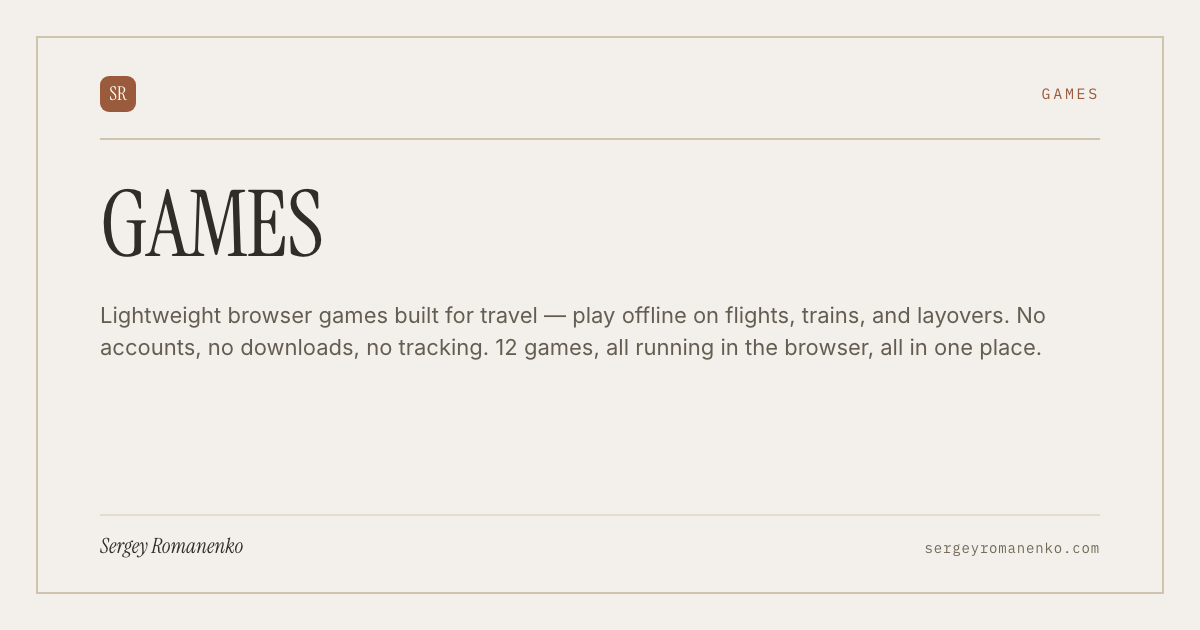 SR
GAMES
GAMES
Lightweight browser games built for travel — play offline on flights, trains, and layovers. No
accounts, no downloads, no tracking. 12 games, all running in the browser, all in one place.
Sergey Romanenko
sergeyromanenko.com